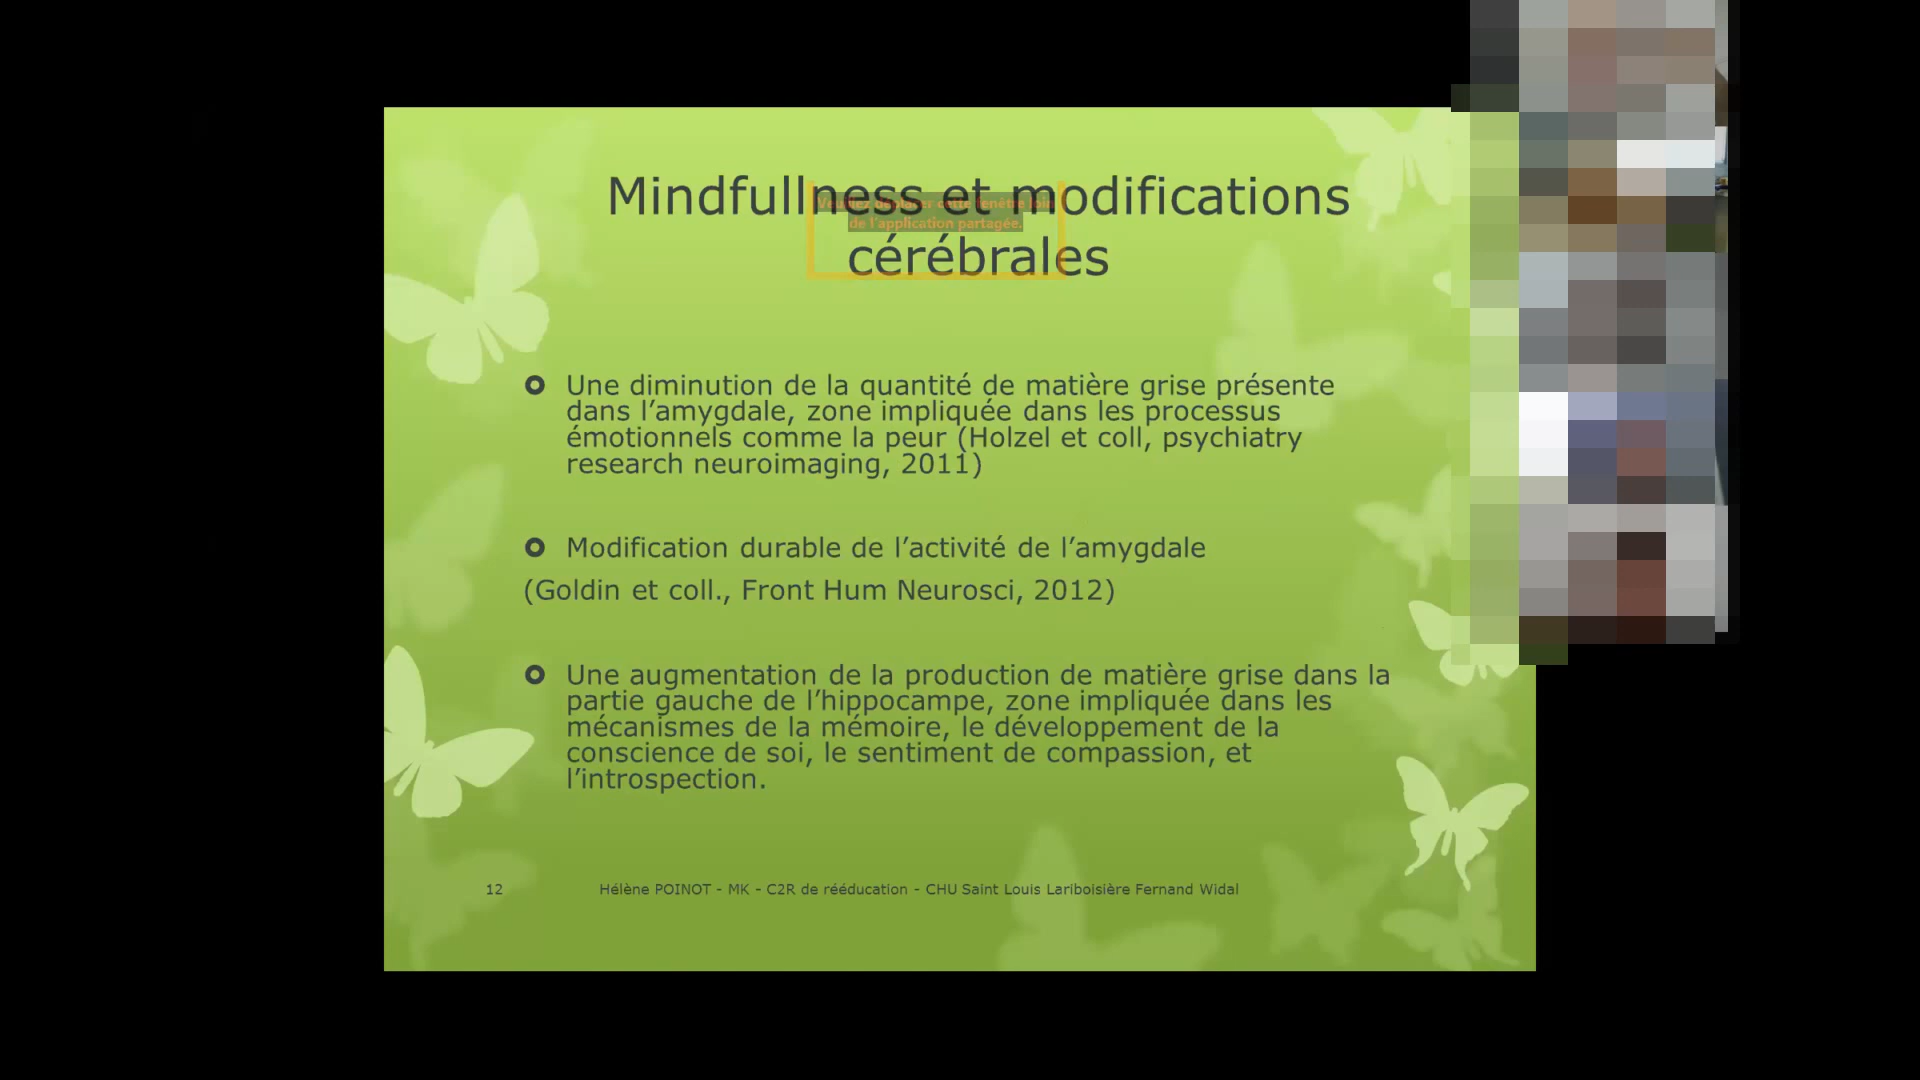 Mindfullness et modifications
cérébrales
Veuillez déplacer cette fenêtre loin
de l'application partagée.
Une diminution de la quantité de matière grise présente
dans l’amygdale, zone impliquée dans les processus
émotionnels comme la peur (Holzel et coll, psychiatry
research neuroimaging, 2011)
Modification durable de l’activité de l’amygdale
(Goldin et coll., Front Hum Neurosci, 2012)
Une augmentation de la production de matière grise dans la
partie gauche de l’hippocampe, zone impliquée dans les
mécanismes de la mémoire, le développement de la
conscience de soi, le sentiment de compassion, et
l’introspection.
12
Hélène POINOT - MK - C2R de rééducation - CHU Saint Louis Lariboisière Fernand Widal